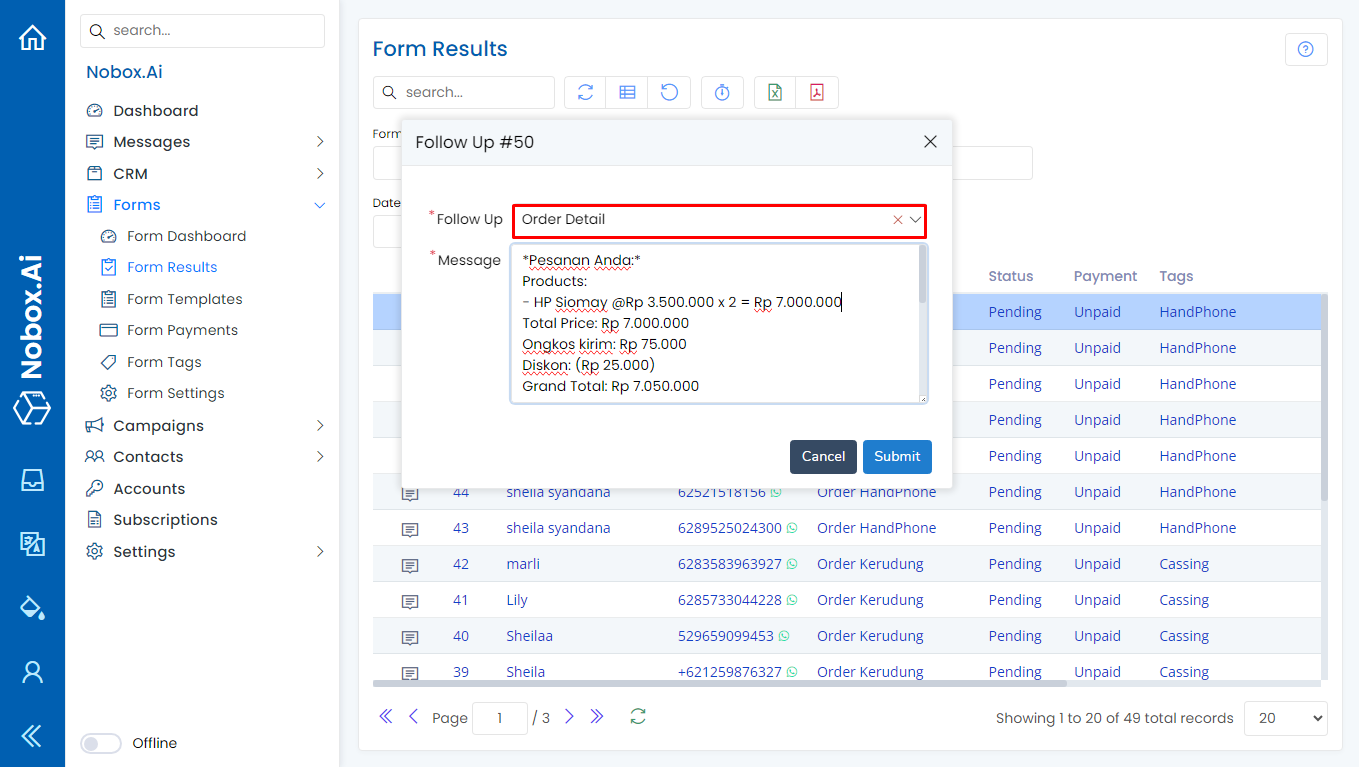 Nobox.Ai
search...
Nobox.Ai
Dashboard
Messages
CRM
Forms
Form Dashboard
Form Results
Form Templates
Form Payments
Form Tags
Form Settings
Campaigns
Contacts
Accounts
Subscriptions
Settings
Offline
Form Results
search...
Form
Date
Follow Up #50
*Follow Up
Order Detail
*Message
*Pesanan Anda:*
Products:
- HP Siomay @Rp 3.500.000 x 2 = Rp 7.000.000
Total Price: Rp 7.000.000
Ongkos kirim: Rp 75.000
Diskon: (Rp 25.000)
Grand Total: Rp 7.050.000
Cancel Submit
Status Payment Tags
Pending Unpaid HandPhone
Pending Unpaid HandPhone
Pending Unpaid HandPhone
Pending Unpaid HandPhone
Pending Unpaid HandPhone
44 sheila syandana 62521518156 Order HandPhone Pending Unpaid HandPhone
43 sheila syandana 6289525024300 Order HandPhone Pending Unpaid HandPhone
42 marli 6283583963927 Order Kerudung Pending Unpaid Cassing
41 Lily 6285733044228 Order Kerudung Pending Unpaid Cassing
40 Sheilaa 529659099453 Order Kerudung Pending Unpaid Cassing
39 Sheila +621259876327 Order Kerudung Pending Unpaid Cassing
Page 1 / 3
Showing 1 to 20 of 49 total records 20